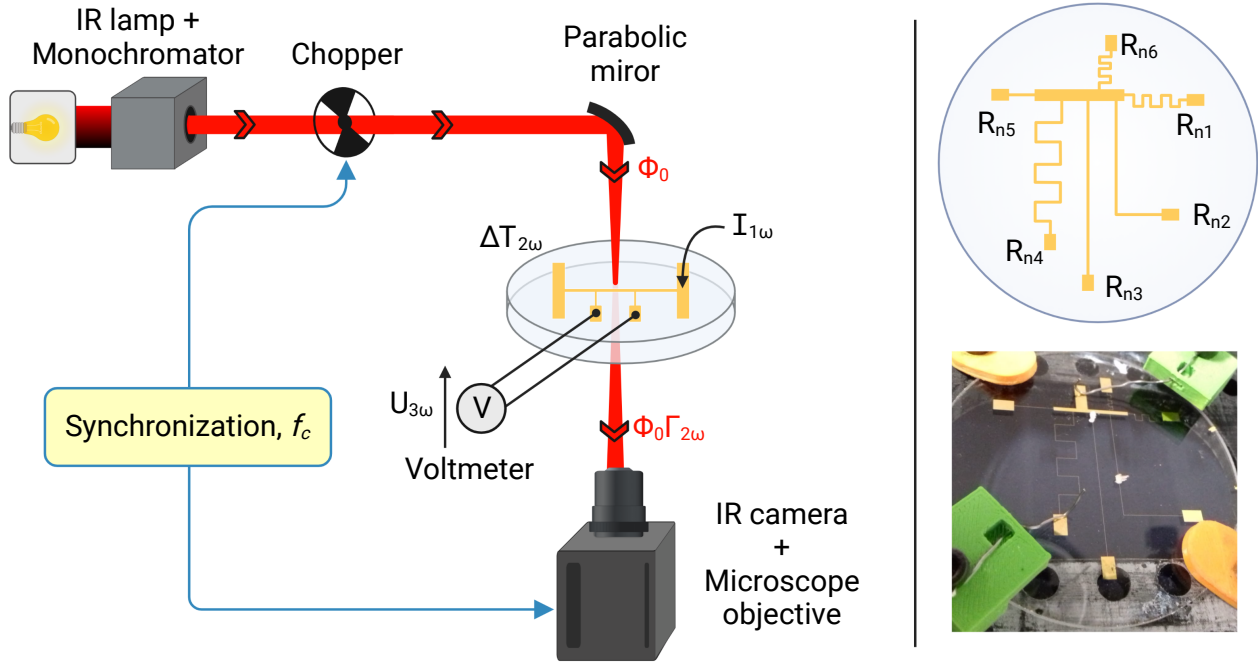 IR lamp +
Monochromator
Chopper
Parabolic
miror
Φ₀
ΔT₂ω
I₁ω
U₃ω
V
Voltmeter
Φ₀Γ₂ω
Synchronization, f_c
IR camera
+
Microscope
objective
Rₙ₆
Rₙ₅
Rₙ₁
Rₙ₂
Rₙ₄
Rₙ₃